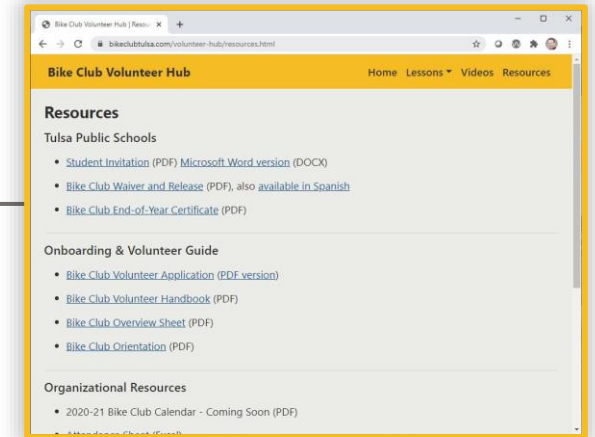 Bike Club Volunteer Hub | Resou
bikeclubtulsa.com/volunteer-hub/resources.html
Bike Club Volunteer Hub Home Lessons Videos Resources
Resources
Tulsa Public Schools
• Student Invitation (PDF) Microsoft Word version (DOCX)
• Bike Club Waiver and Release (PDF), also available in Spanish
• Bike Club End-of-Year Certificate (PDF)
Onboarding & Volunteer Guide
• Bike Club Volunteer Application (PDF version)
• Bike Club Volunteer Handbook (PDF)
• Bike Club Overview Sheet (PDF)
• Bike Club Orientation (PDF)
Organizational Resources
• 2020-21 Bike Club Calendar - Coming Soon (PDF)
• Attendance Sheet (Excel)